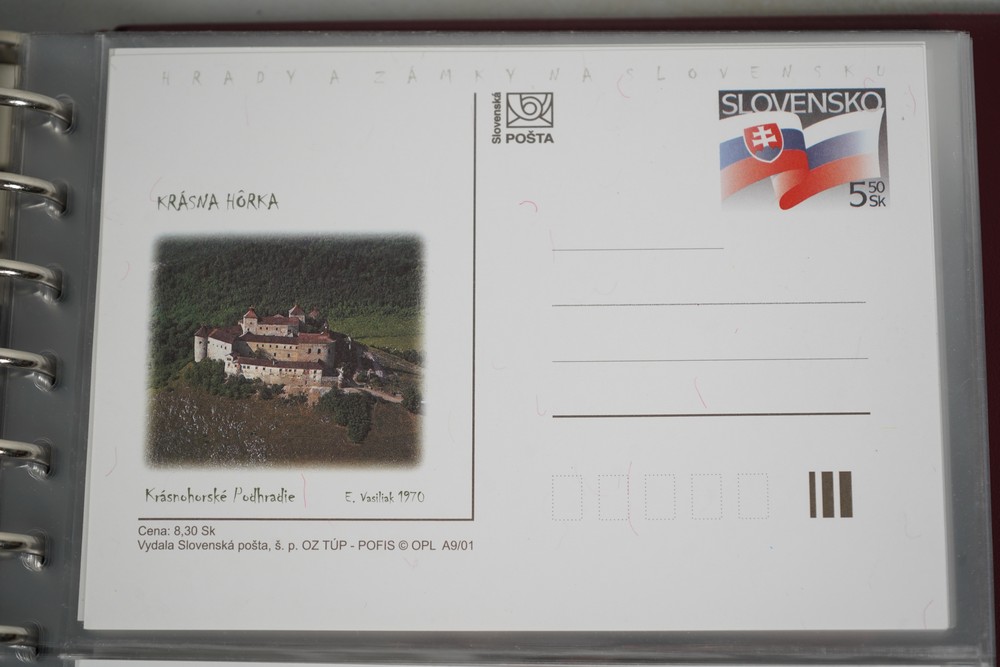 HRADY A ZÁMKY NA SLOVENSKU
KRÁSNA HÔRKA
Krásnohorské Podhradie
E. Vasiliak 1970
Cena: 8,30 Sk
Vydala Slovenská pošta, š. p. OZ TÚP - POFIS © OPL A9/01
Slovenská
POŠTA
SLOVENSKO
5 50 Sk